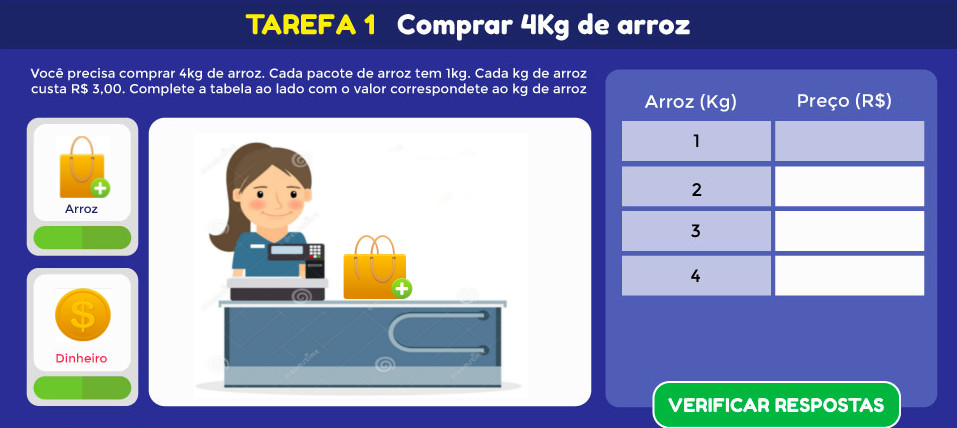 TAREFA 1 Comprar 4Kg de arroz
Você precisa comprar 4kg de arroz. Cada pacote de arroz tem 1kg. Cada kg de arroz
custa R$ 3,00. Complete a tabela ao lado com o valor correspondete ao kg de arroz
Arroz
Dinheiro
Arroz (Kg) Preço (R$)
1
2
3
4
VERIFICAR RESPOSTAS